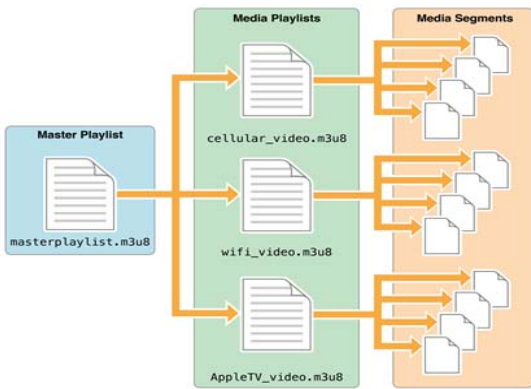 Media Playlists
Media Segments
cellular_video.m3u8
Master Playlist
masterplaylist.m3u8
wifi_video.m3u8
AppleTV_video.m3u8